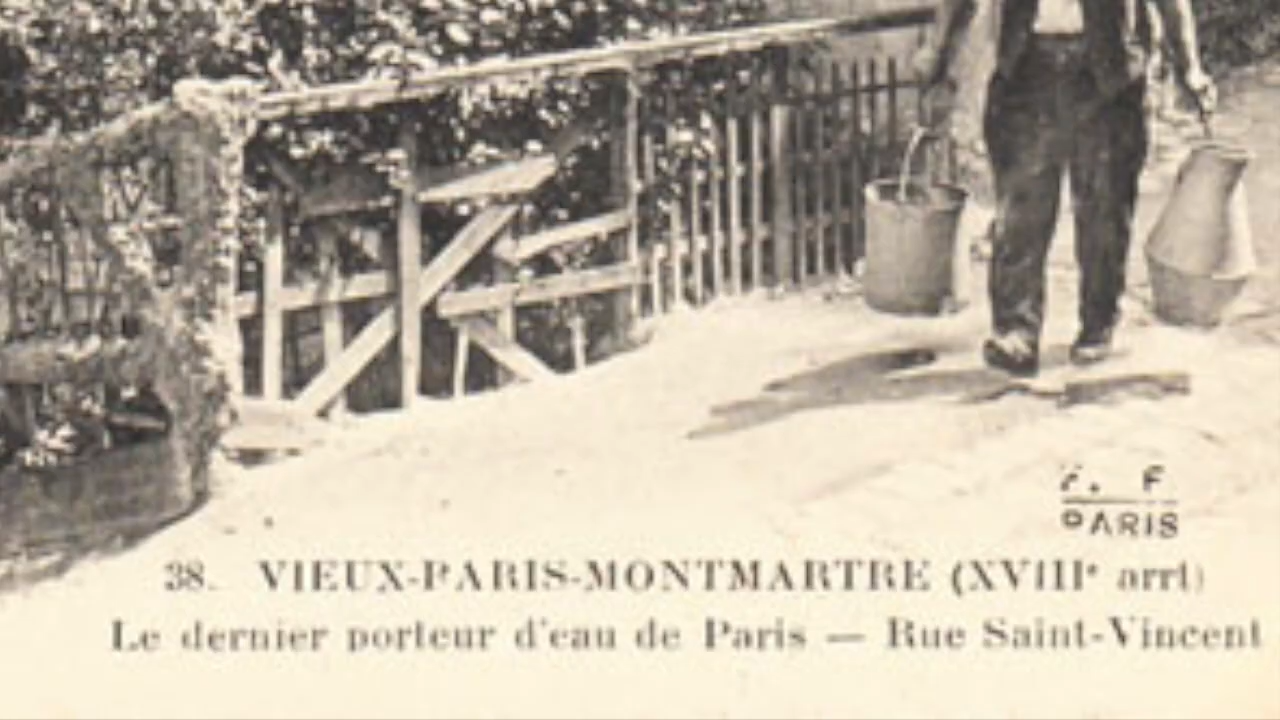 F
PARIS
38. VIEUX-PARIS-MONTMARTRE (XVIIIe arrt)
Le dernier porteur d'eau de Paris — Rue Saint-Vincent